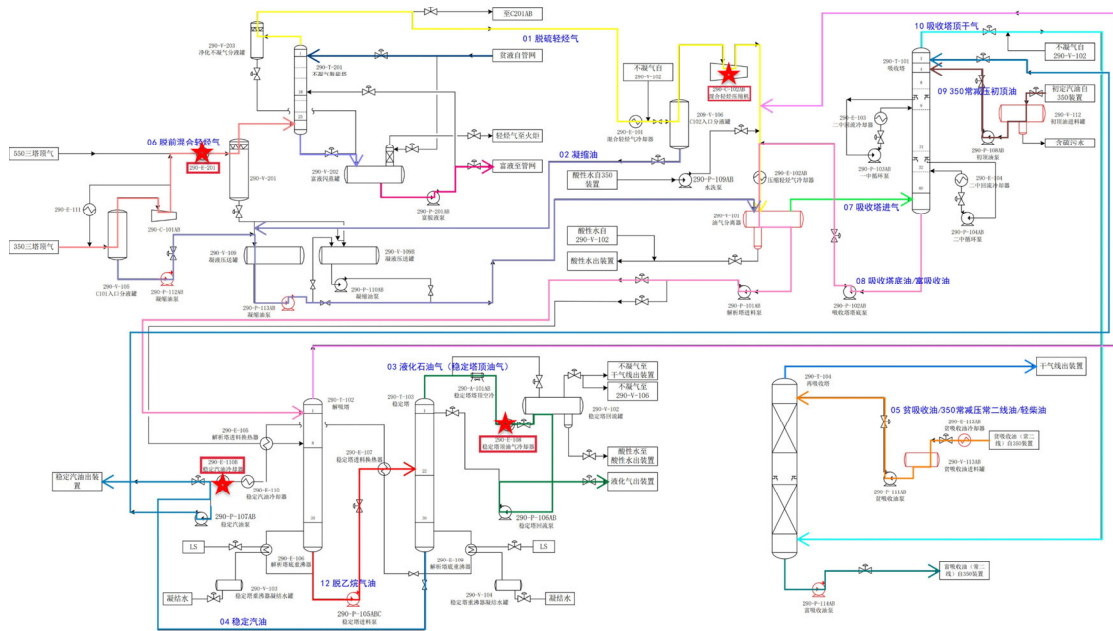 至C201AB
290-V-203
净化不凝气分液罐
01 脱硫轻烃气
贫液自管网
290-T-201
不凝气自
290-V-102
290-C-102AB
混合轻烃压缩机
10 吸收塔顶干气
不凝气自
290-V-102
290-T-101
吸收塔
09 350常减压初顶油
初定汽油自
350装置
290-V-112
初顶油进料罐
含硫污水
290-P-108AB
初顶油泵
290-E-103
一中回流冷却器
290-P-103AB
一中循环泵
290-E-104
二中回流冷却器
290-P-104AB
二中循环泵
290-E-101
混合轻烃气冷却器
290-V-106
C102入口分液罐
06 脱前混合轻烃气
550三塔顶气
290-E-201
轻烃气至火炬
富液至管网
290-V-201
290-V-202
富液闪蒸罐
290-P-201AB
富胺液泵
02 凝缩油
酸性水自350
装置
290-P-109AB
水洗泵
290-E-102AB
压缩轻烃气冷却器
290-V-101
油气分离器
07 吸收塔进气
酸性水自
290-V-102
酸性水出装置
290-E-111
290-C-101AB
350三塔顶气
290-V-105
C101入口分液罐
290-P-112AB
凝缩油泵
290-V-109
凝液压送罐
290-V-109B
凝液压送罐
290-P-110AB
凝缩油泵
290-P-113AB
凝缩油泵
290-P-101AB
解析塔进料泵
290-P-102AB
吸收塔塔底泵
08 吸收塔底油/富吸收油
03 液化石油气（稳定塔顶油气）
290-A-101AB
稳定塔塔顶空冷
不凝气至
干气线出装置
不凝气至
290-V-106
290-V-102
稳定塔回流罐
290-T-102
解吸塔
290-T-103
稳定塔
290-E-108
稳定塔顶油气冷却器
酸性水至
酸性水出装置
液化气出装置
290-P-106AB
稳定塔回流泵
290-E-105
解析塔进料换热器
290-E-107
稳定塔进料换热器
290-E-110B
稳定汽油冷却器
稳定汽油出装
置
290-E-110
稳定汽油冷却器
290-P-107AB
稳定汽油泵
LS
290-E-106
解析塔底重沸器
290-E-109
解析塔底重沸器
LS
290-V-103
稳定塔重沸器凝结水罐
凝结水
12 脱乙烷气油
290-P-105ABC
稳定塔进料泵
290-V-104
稳定塔重沸器凝结水罐
凝结水
04 稳定汽油
290-T-104
再吸收塔
干气线出装置
05 贫吸收油/350常减压常二线油/轻柴油
290-E-113AB
贫吸收油冷却器
贫吸收油（常二
线）自350装置
290-V-113AB
贫吸收油进料罐
290-P-111AB
贫吸收油泵
富吸收油（常二
线）自350装置
290-P-114AB
富吸收油泵